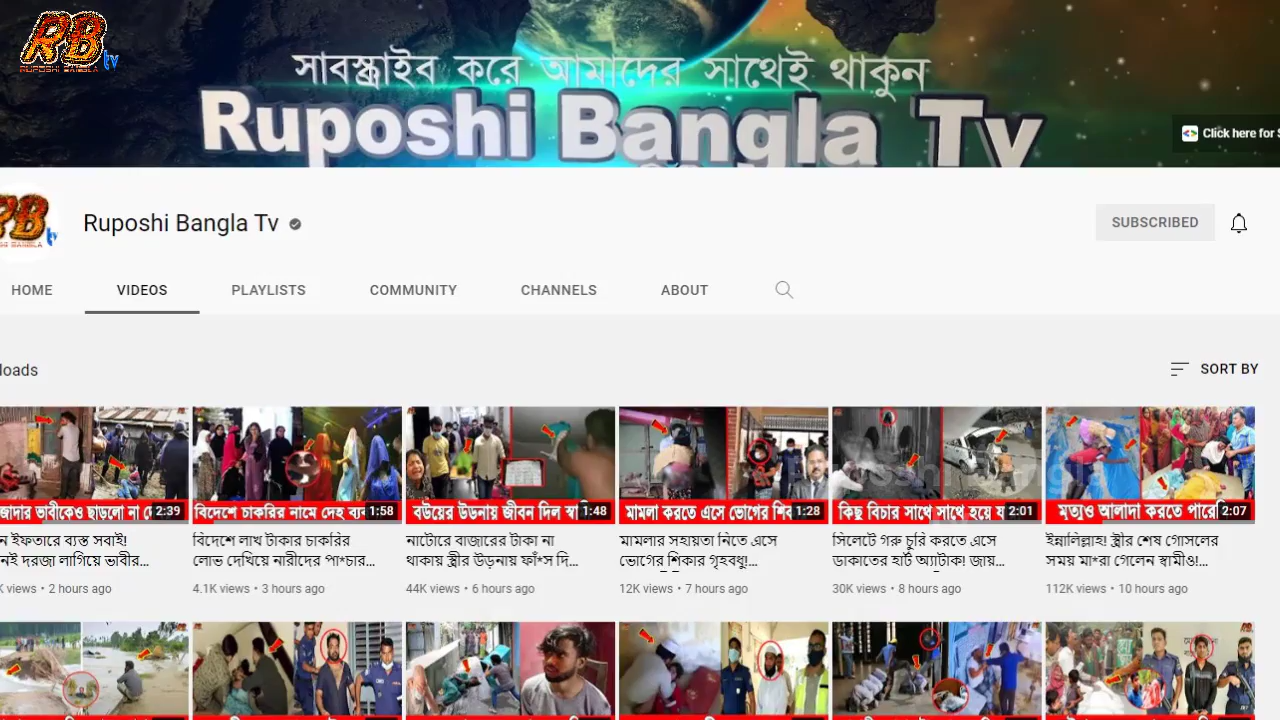 RB tv
RUPOSHI BANGLA
সাবস্ক্রাইব করে আমাদের সাথেই থাকুন
Ruposhi Bangla Tv
Click here for
Ruposhi Bangla Tv
SUBSCRIBED
HOME VIDEOS PLAYLISTS COMMUNITY CHANNELS ABOUT
loads
SORT BY
জাদার ভাবীকেও ছাড়লো না 2:39
বিদেশে চাকরির নামে দেহ ব্যব 1:58
বউয়ের উড়নায় জীবন দিল স্বা 1:48
মামলা করতে এসে ভোগের শিব 1:28
কিছু বিচার সাথে সাথে হয়ে য 2:01
মৃত্যুও আলাদা করতে পারে 2:07
ন ইফতারে ব্যস্ত সবাই!
নই দরজা লাগিয়ে ভাবীর...
K views • 2 hours ago
বিদেশে লাখ টাকার চাকরির
লোভ দেখিয়ে নারীদের পা*চার...
4.1K views • 3 hours ago
নাটোরে বাজারের টাকা না
থাকায় স্ত্রীর উড়নায় ফাঁ*স দি...
44K views • 6 hours ago
মামলার সহায়তা নিতে এসে
ভোগের শিকার গৃহবধূ!...
12K views • 7 hours ago
সিলেটে গরু চুরি করতে এসে
ডাকাতের হার্ট অ্যাটাক! জায়...
30K views • 8 hours ago
ইন্নালিল্লাহ! স্ত্রীর শেষ গোসলের
সময় মা*রা গেলেন স্বামীও!...
112K views • 10 hours ago